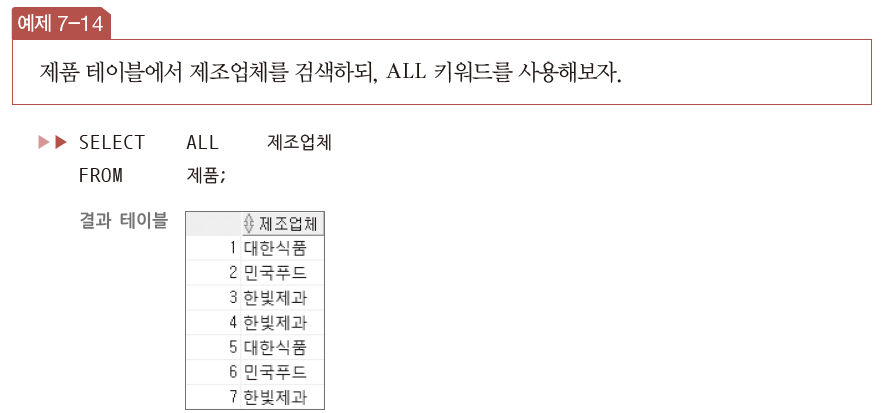 예제 7-14
제품 테이블에서 제조업체를 검색하되, ALL 키워드를 사용해보자.
SELECT ALL 제조업체
FROM 제품;
결과 테이블
제조업체
1 대한식품
2 민국푸드
3 한빛제과
4 한빛제과
5 대한식품
6 민국푸드
7 한빛제과